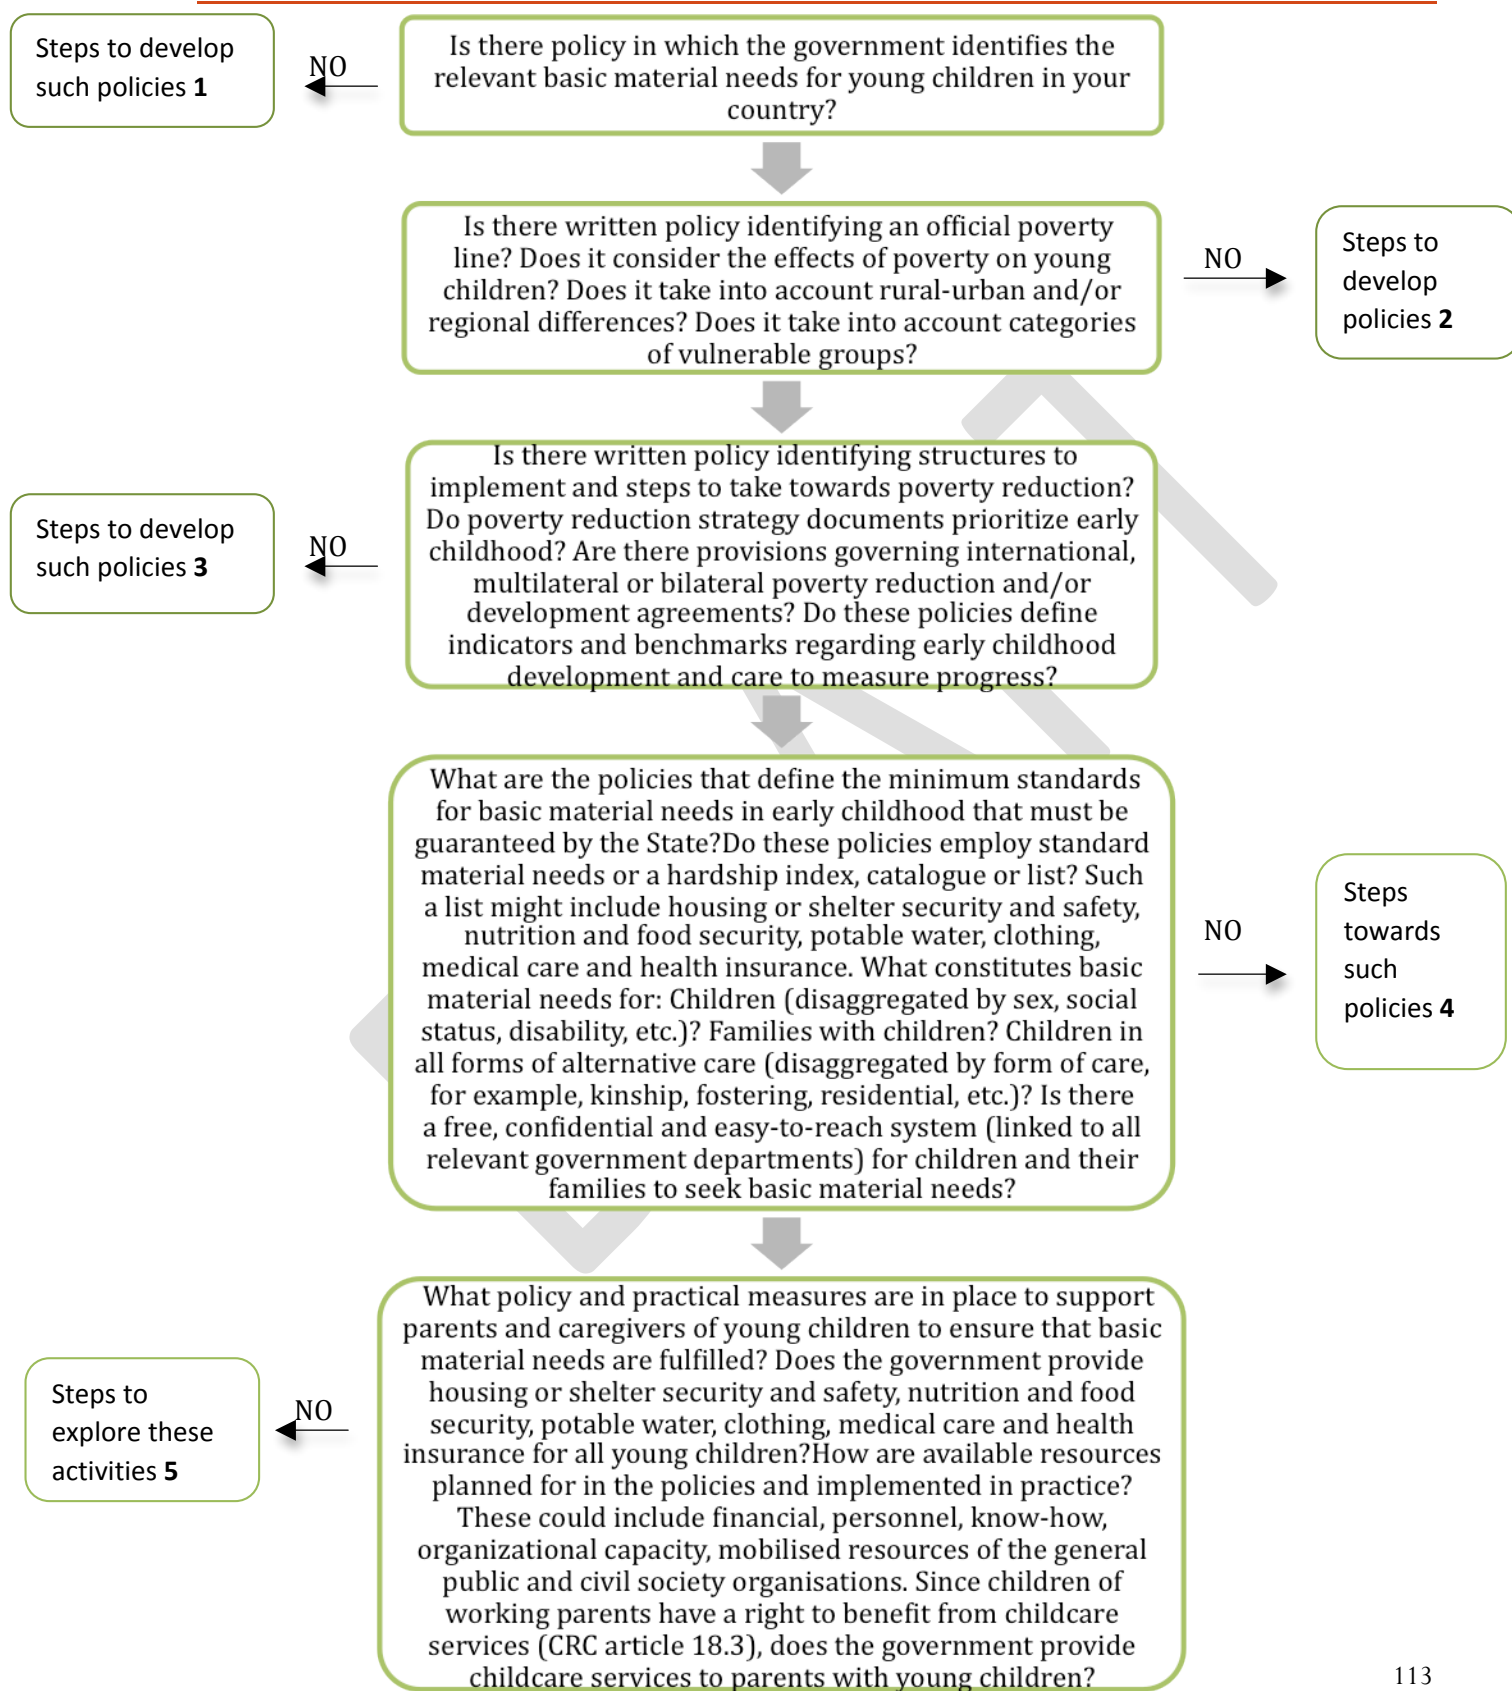 Steps to develop
such policies 1
NO
Is there policy in which the government identifies the
relevant basic material needs for young children in your
country?
Is there written policy identifying an official poverty
line? Does it consider the effects of poverty on young
children? Does it take into account rural-urban and/or
regional differences? Does it take into account categories
of vulnerable groups?
NO
Steps to
develop
policies 2
Steps to develop
such policies 3
NO
Is there written policy identifying structures to
implement and steps to take towards poverty reduction?
Do poverty reduction strategy documents prioritize early
childhood? Are there provisions governing international,
multilateral or bilateral poverty reduction and/or
development agreements? Do these policies define
indicators and benchmarks regarding early childhood
development and care to measure progress?
What are the policies that define the minimum standards
for basic material needs in early childhood that must be
guaranteed by the State?Do these policies employ standard
material needs or a hardship index, catalogue or list? Such
a list might include housing or shelter security and safety,
nutrition and food security, potable water, clothing,
medical care and health insurance. What constitutes basic
material needs for: Children (disaggregated by sex, social
status, disability, etc.)? Families with children? Children in
all forms of alternative care (disaggregated by form of care,
for example, kinship, fostering, residential, etc.)? Is there
a free, confidential and easy-to-reach system (linked to all
relevant government departments) for children and their
families to seek basic material needs?
NO
Steps
towards
such
policies 4
Steps to
explore these
activities 5
NO
What policy and practical measures are in place to support
parents and caregivers of young children to ensure that basic
material needs are fulfilled? Does the government provide
housing or shelter security and safety, nutrition and food
security, potable water, clothing, medical care and health
insurance for all young children?How are available resources
planned for in the policies and implemented in practice?
These could include financial, personnel, know-how,
organizational capacity, mobilised resources of the general
public and civil society organisations. Since children of
working parents have a right to benefit from childcare
services (CRC article 18.3), does the government provide
childcare services to parents with young children?
113